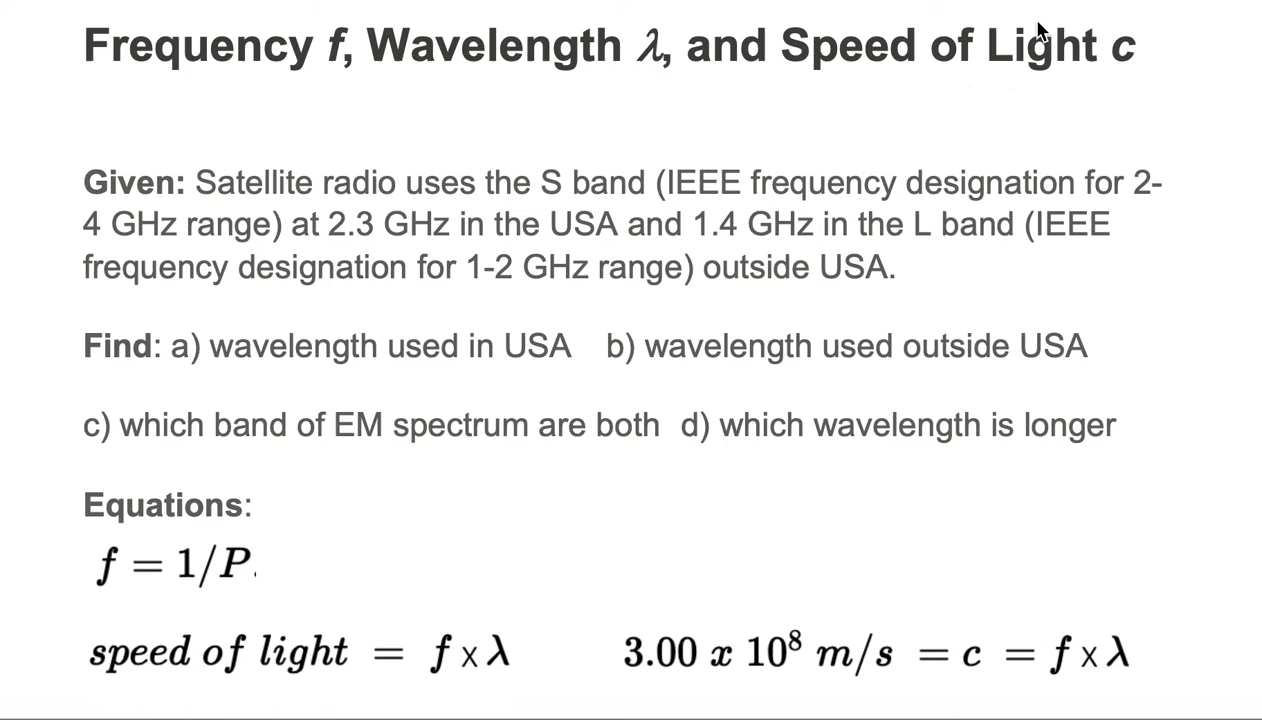 Frequency f, Wavelength λ, and Speed of Light c
Given: Satellite radio uses the S band (IEEE frequency designation for 2-
4 GHz range) at 2.3 GHz in the USA and 1.4 GHz in the L band (IEEE
frequency designation for 1-2 GHz range) outside USA.
Find: a) wavelength used in USA b) wavelength used outside USA
c) which band of EM spectrum are both d) which wavelength is longer
Equations:
f = 1/P.
speed of light = f x λ 3.00 x 10⁸ m/s = c = f x λ